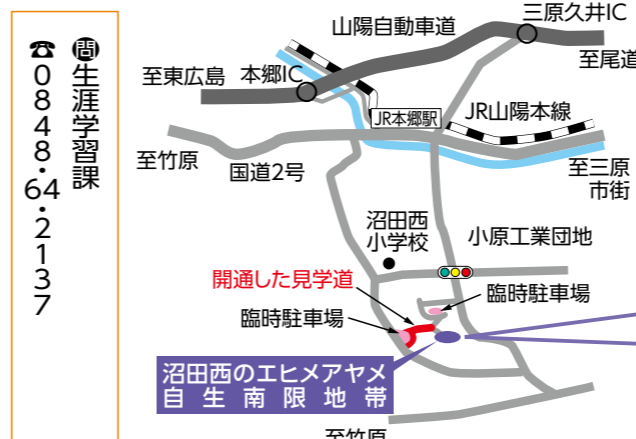 問生涯学習課
☎0848・64・2137
三原久井IC
山陽自動車道
至尾道
至東広島
本郷IC
JR本郷駅
JR山陽本線
至竹原
国道2号
至三原
市街
沼田西
小学校
小原工業団地
開通した見学道
臨時駐車場
臨時駐車場
沼田西のエヒメアヤメ
自生南限地帯
至竹原